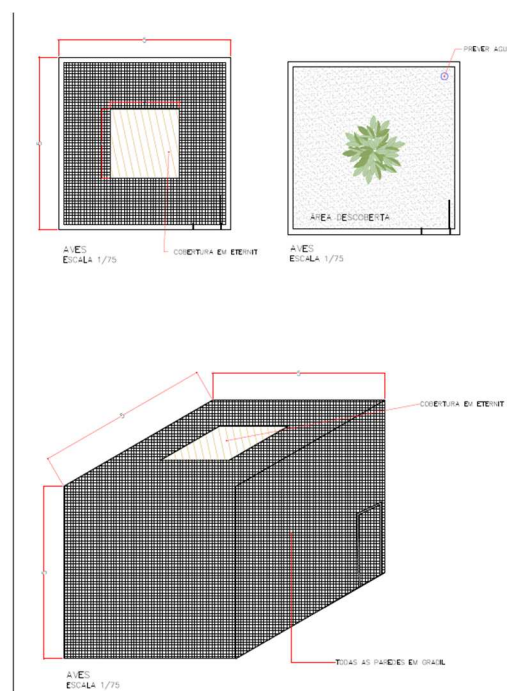 PREVER AGU
ÁREA DESCOBERTA
AVES
ESCALA 1/75
COBERTURA EM ETERNIT
AVES
ESCALA 1/75
COBERTURA EM ETERNIT
TODAS AS PAREDES EM GRADIL
AVES
ESCALA 1/75